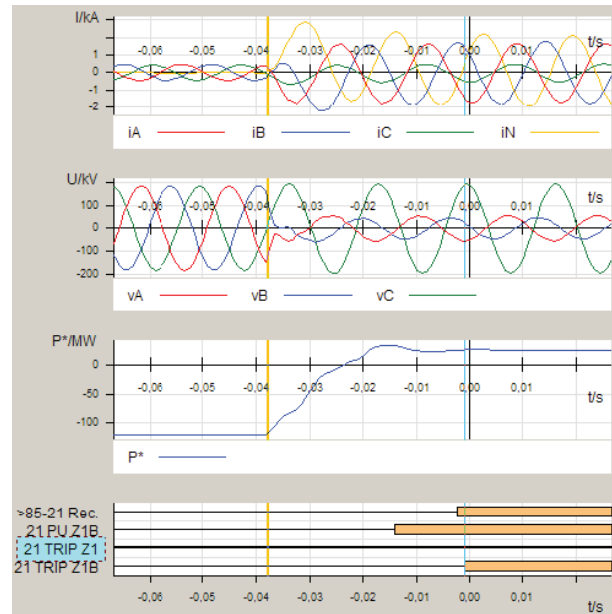 I/kA
1
0
-1
-2
-0,06 -0,05 -0,04 -0,03 -0,02 -0,01 0,00 0,01
t/s
iA iB iC iN
U/kV
100
0
-100
-200
-0,06 -0,05 -0,04 -0,03 -0,02 -0,01 0,00 0,01
t/s
vA vB vC
P*/MW
0
-50
-100
-0,06 -0,05 -0,04 -0,03 -0,02 -0,01 0,00 0,01
t/s
P*
>85-21 Rec.
21 PU Z1B
21 TRIP Z1
21 TRIP Z1B
-0,06 -0,05 -0,04 -0,03 -0,02 -0,01 0,00 0,01
t/s